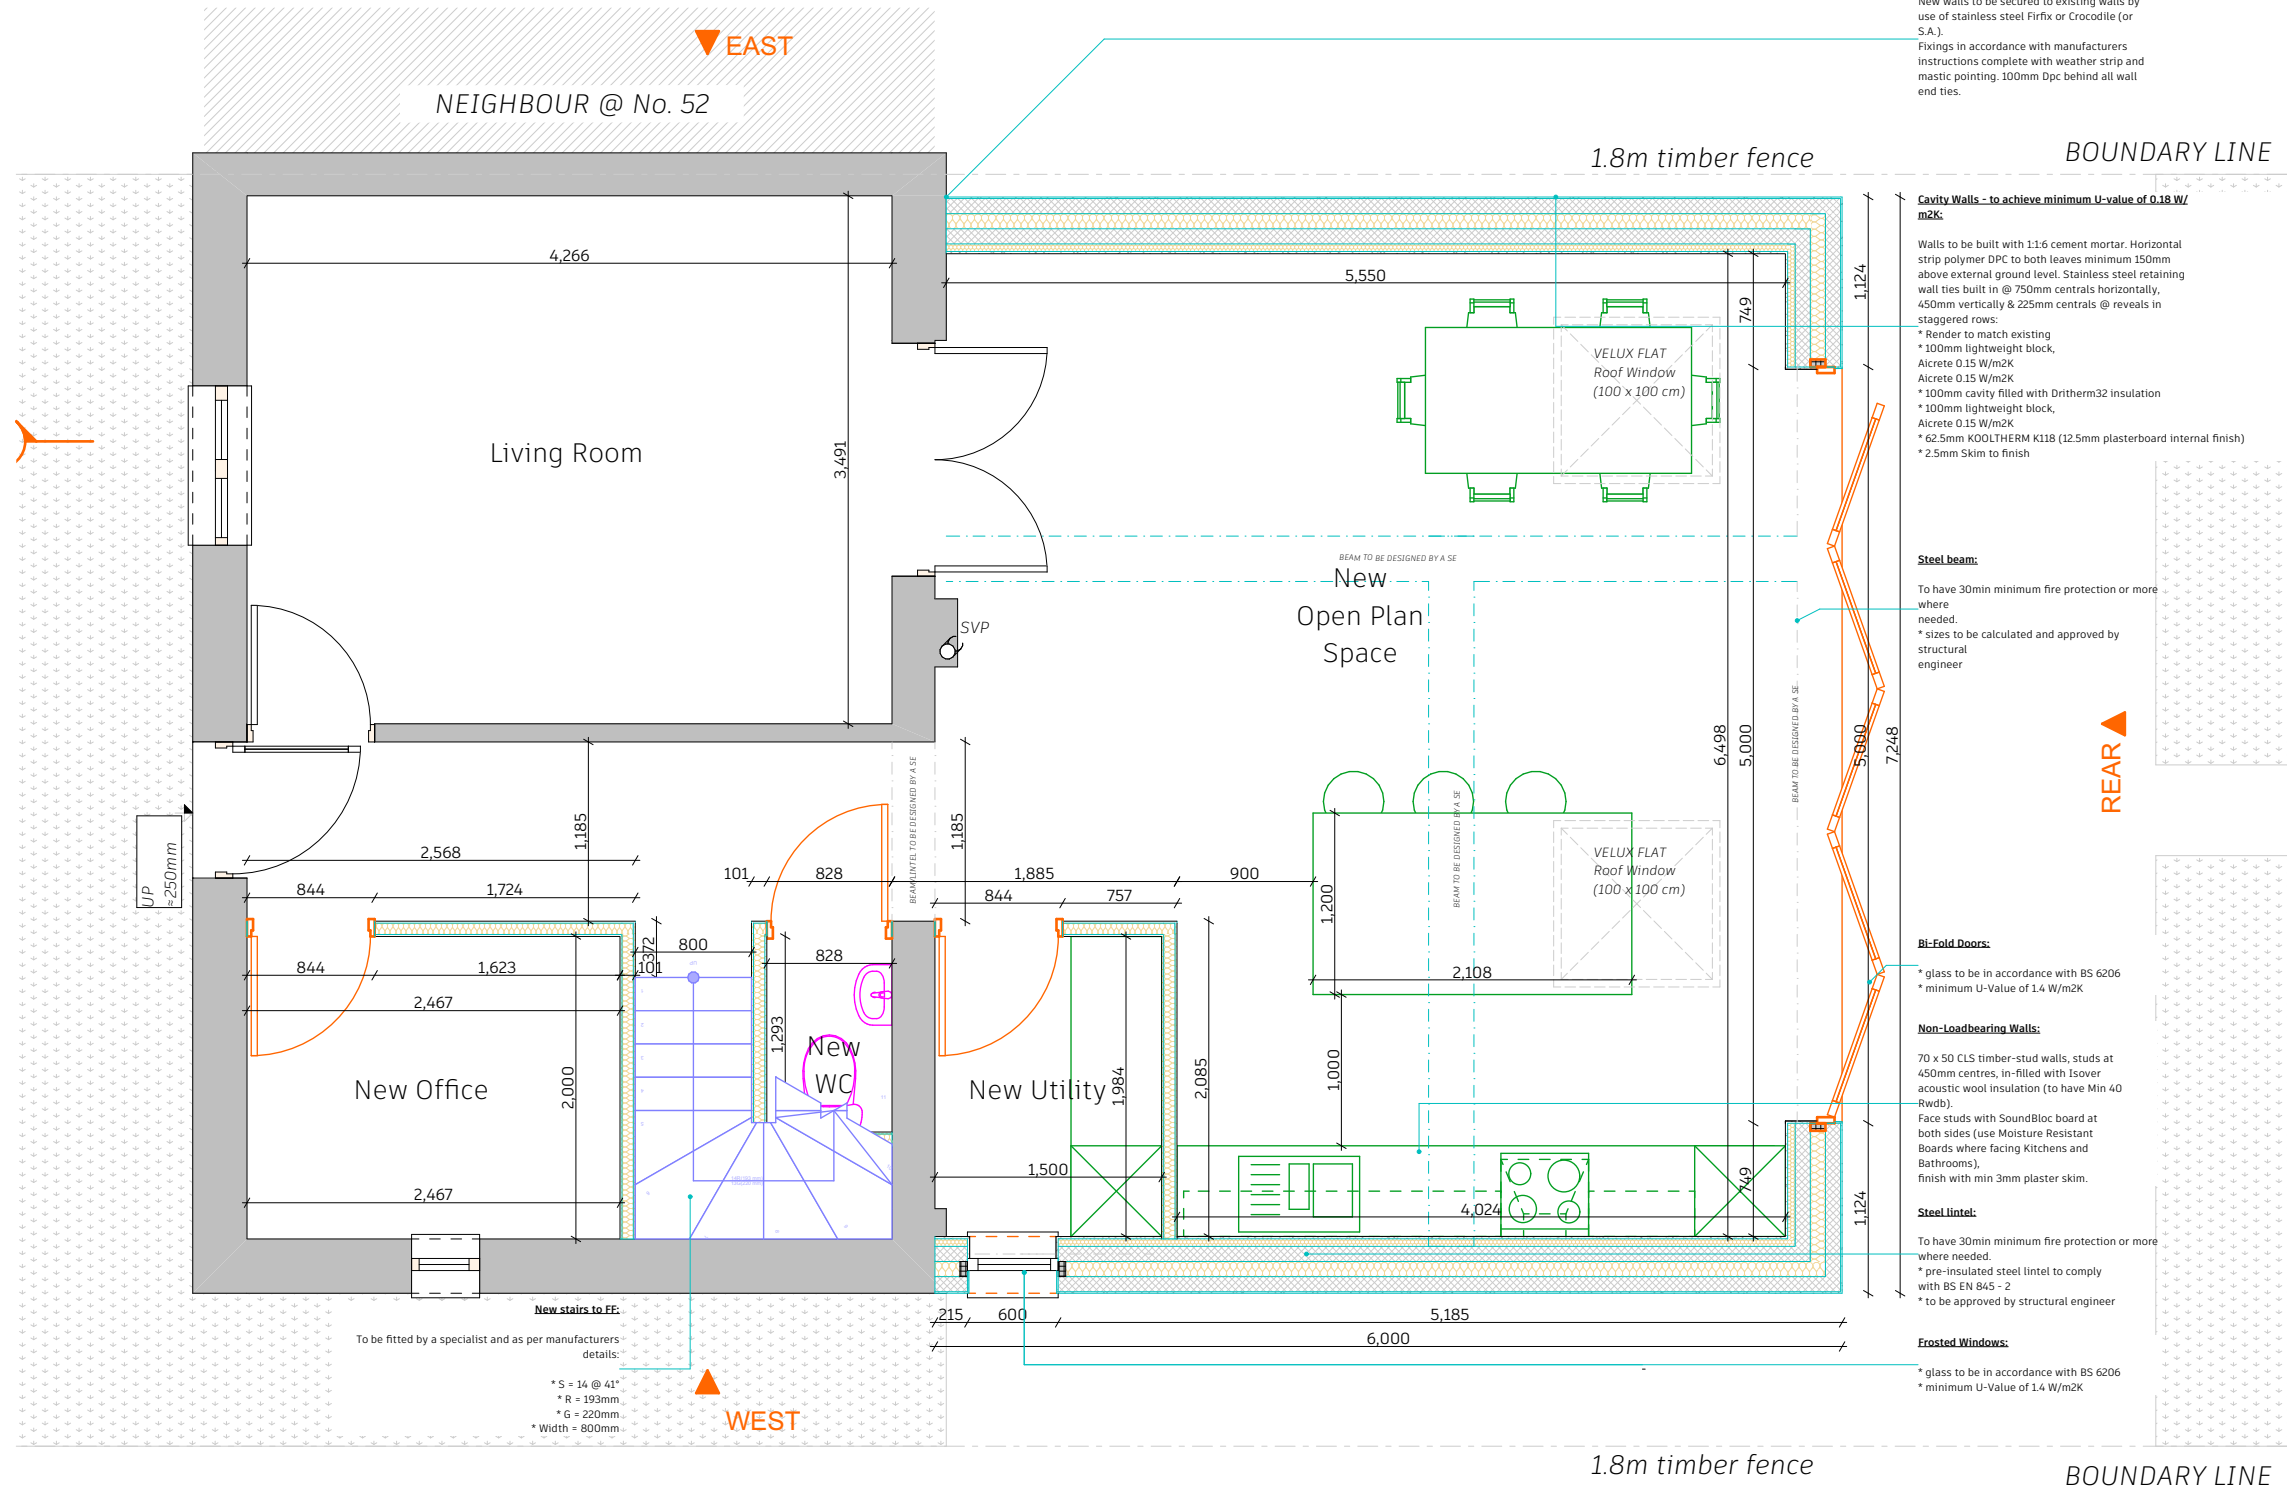 New walls to be secured to existing walls by
use of stainless steel Firfix or Crocodile (or
S.A.).
Fixings in accordance with manufacturers
instructions complete with weather strip and
mastic pointing. 100mm Dpc behind all wall
end ties.
EAST
NEIGHBOUR @ No. 52
1.8m timber fence
BOUNDARY LINE
Cavity Walls - to achieve minimum U-value of 0.18 W/
m2K:
Walls to be built with 1:1:6 cement mortar. Horizontal
strip polymer DPC to both leaves minimum 150mm
above external ground level. Stainless steel retaining
wall ties built in @ 750mm centrals horizontally,
450mm vertically & 225mm centrals @ reveals in
staggered rows:
* Render to match existing
* 100mm lightweight block,
Aicrete 0.15 W/m2K
Aicrete 0.15 W/m2K
* 100mm cavity filled with Dritherm32 insulation
* 100mm lightweight block,
Aicrete 0.15 W/m2K
* 62.5mm KOOLTHERM K118 (12.5mm plasterboard internal finish)
* 2.5mm Skim to finish
4,266
5,550
749
1,124
VELUX FLAT
Roof Window
(100 x 100 cm)
Living Room
3,491
BEAM TO BE DESIGNED BY A SE
New
Open Plan
Space
SVP
Steel beam:
To have 30min minimum fire protection or more
where
needed.
* sizes to be calculated and approved by
structural
engineer
BEAM TO BE DESIGNED BY A SE
6,498
5,000
5,000
7,248
REAR
UP
≈250mm
1,185
BEAM/LINTEL TO BE DESIGNED BY A SE
1,185
BEAM TO BE DESIGNED BY A SE
2,568
844
1,724
101
828
1,885
900
844
757
1,200
VELUX FLAT
Roof Window
(100 x 100 cm)
372
800
828
844
1,623
101
2,467
2,108
Bi-Fold Doors:
* glass to be in accordance with BS 6206
* minimum U-Value of 1.4 W/m2K
Non-Loadbearing Walls:
70 x 50 CLS timber-stud walls, studs at
450mm centres, in-filled with Isover
acoustic wool insulation (to have Min 40
Rwdb).
Face studs with SoundBloc board at
both sides (use Moisture Resistant
Boards where facing Kitchens and
Bathrooms),
finish with min 3mm plaster skim.
1,293
New
WC
New Office
2,000
New Utility
1,984
2,085
1,000
2,467
1,500
4,024
749
1,124
Steel lintel:
To have 30min minimum fire protection or more
where needed.
* pre-insulated steel lintel to comply
with BS EN 845 - 2
* to be approved by structural engineer
New stairs to FF:
To be fitted by a specialist and as per manufacturers
details:
* S = 14 @ 41°
* R = 193mm
* G = 220mm
* Width = 800mm
215
600
5,185
6,000
-
Frosted Windows:
* glass to be in accordance with BS 6206
* minimum U-Value of 1.4 W/m2K
WEST
1.8m timber fence
BOUNDARY LINE